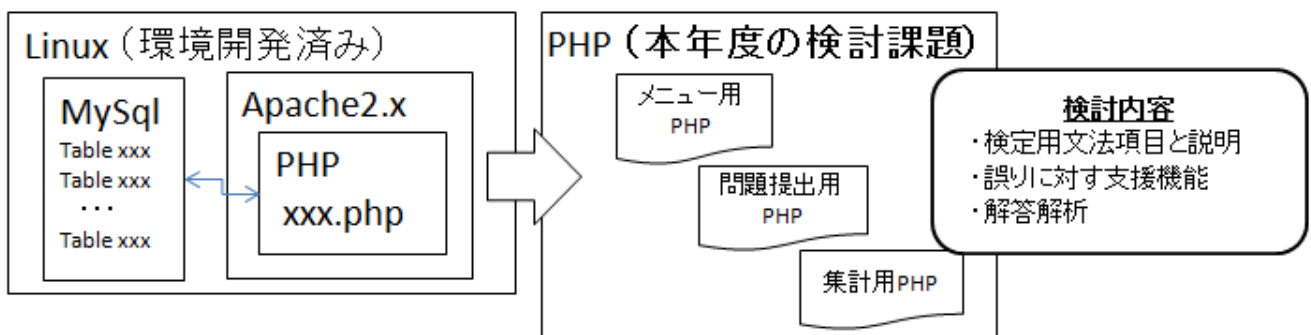 Linux（環境開発済み）
MySql
Table xxx
Table xxx
・・・
Table xxx
Apache2.x
PHP
xxx.php
PHP（本年度の検討課題）
メニュー用
PHP
問題提出用
PHP
集計用PHP
検討内容
・検定用文法項目と説明
・誤りに対す支援機能
・解答解析